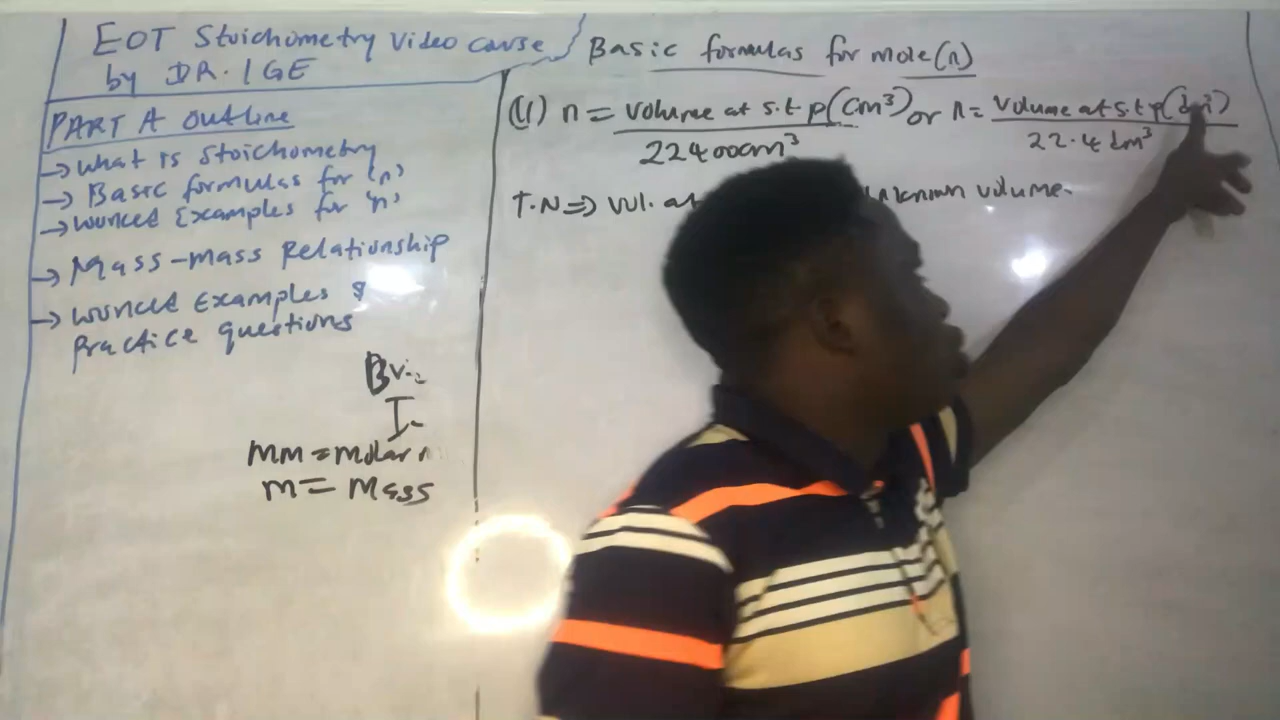 EOT Stoichometry Video cause
by DR. IGE
PART A Outline
→ what is stoichometry
→ Basic formulas for 'n'
→ worked Examples for 'n'
→ Mass-mass Relationship
→ worked Examples &
Practice questions
mm = molar
m = Mass
Basic formulas for mole(n)
n = volume at s.t.p(cm³) or n = volume at s.t.p(dm³)
22400cm³ 22.4 dm³
T.N ⇒ vol. at unknown volume.